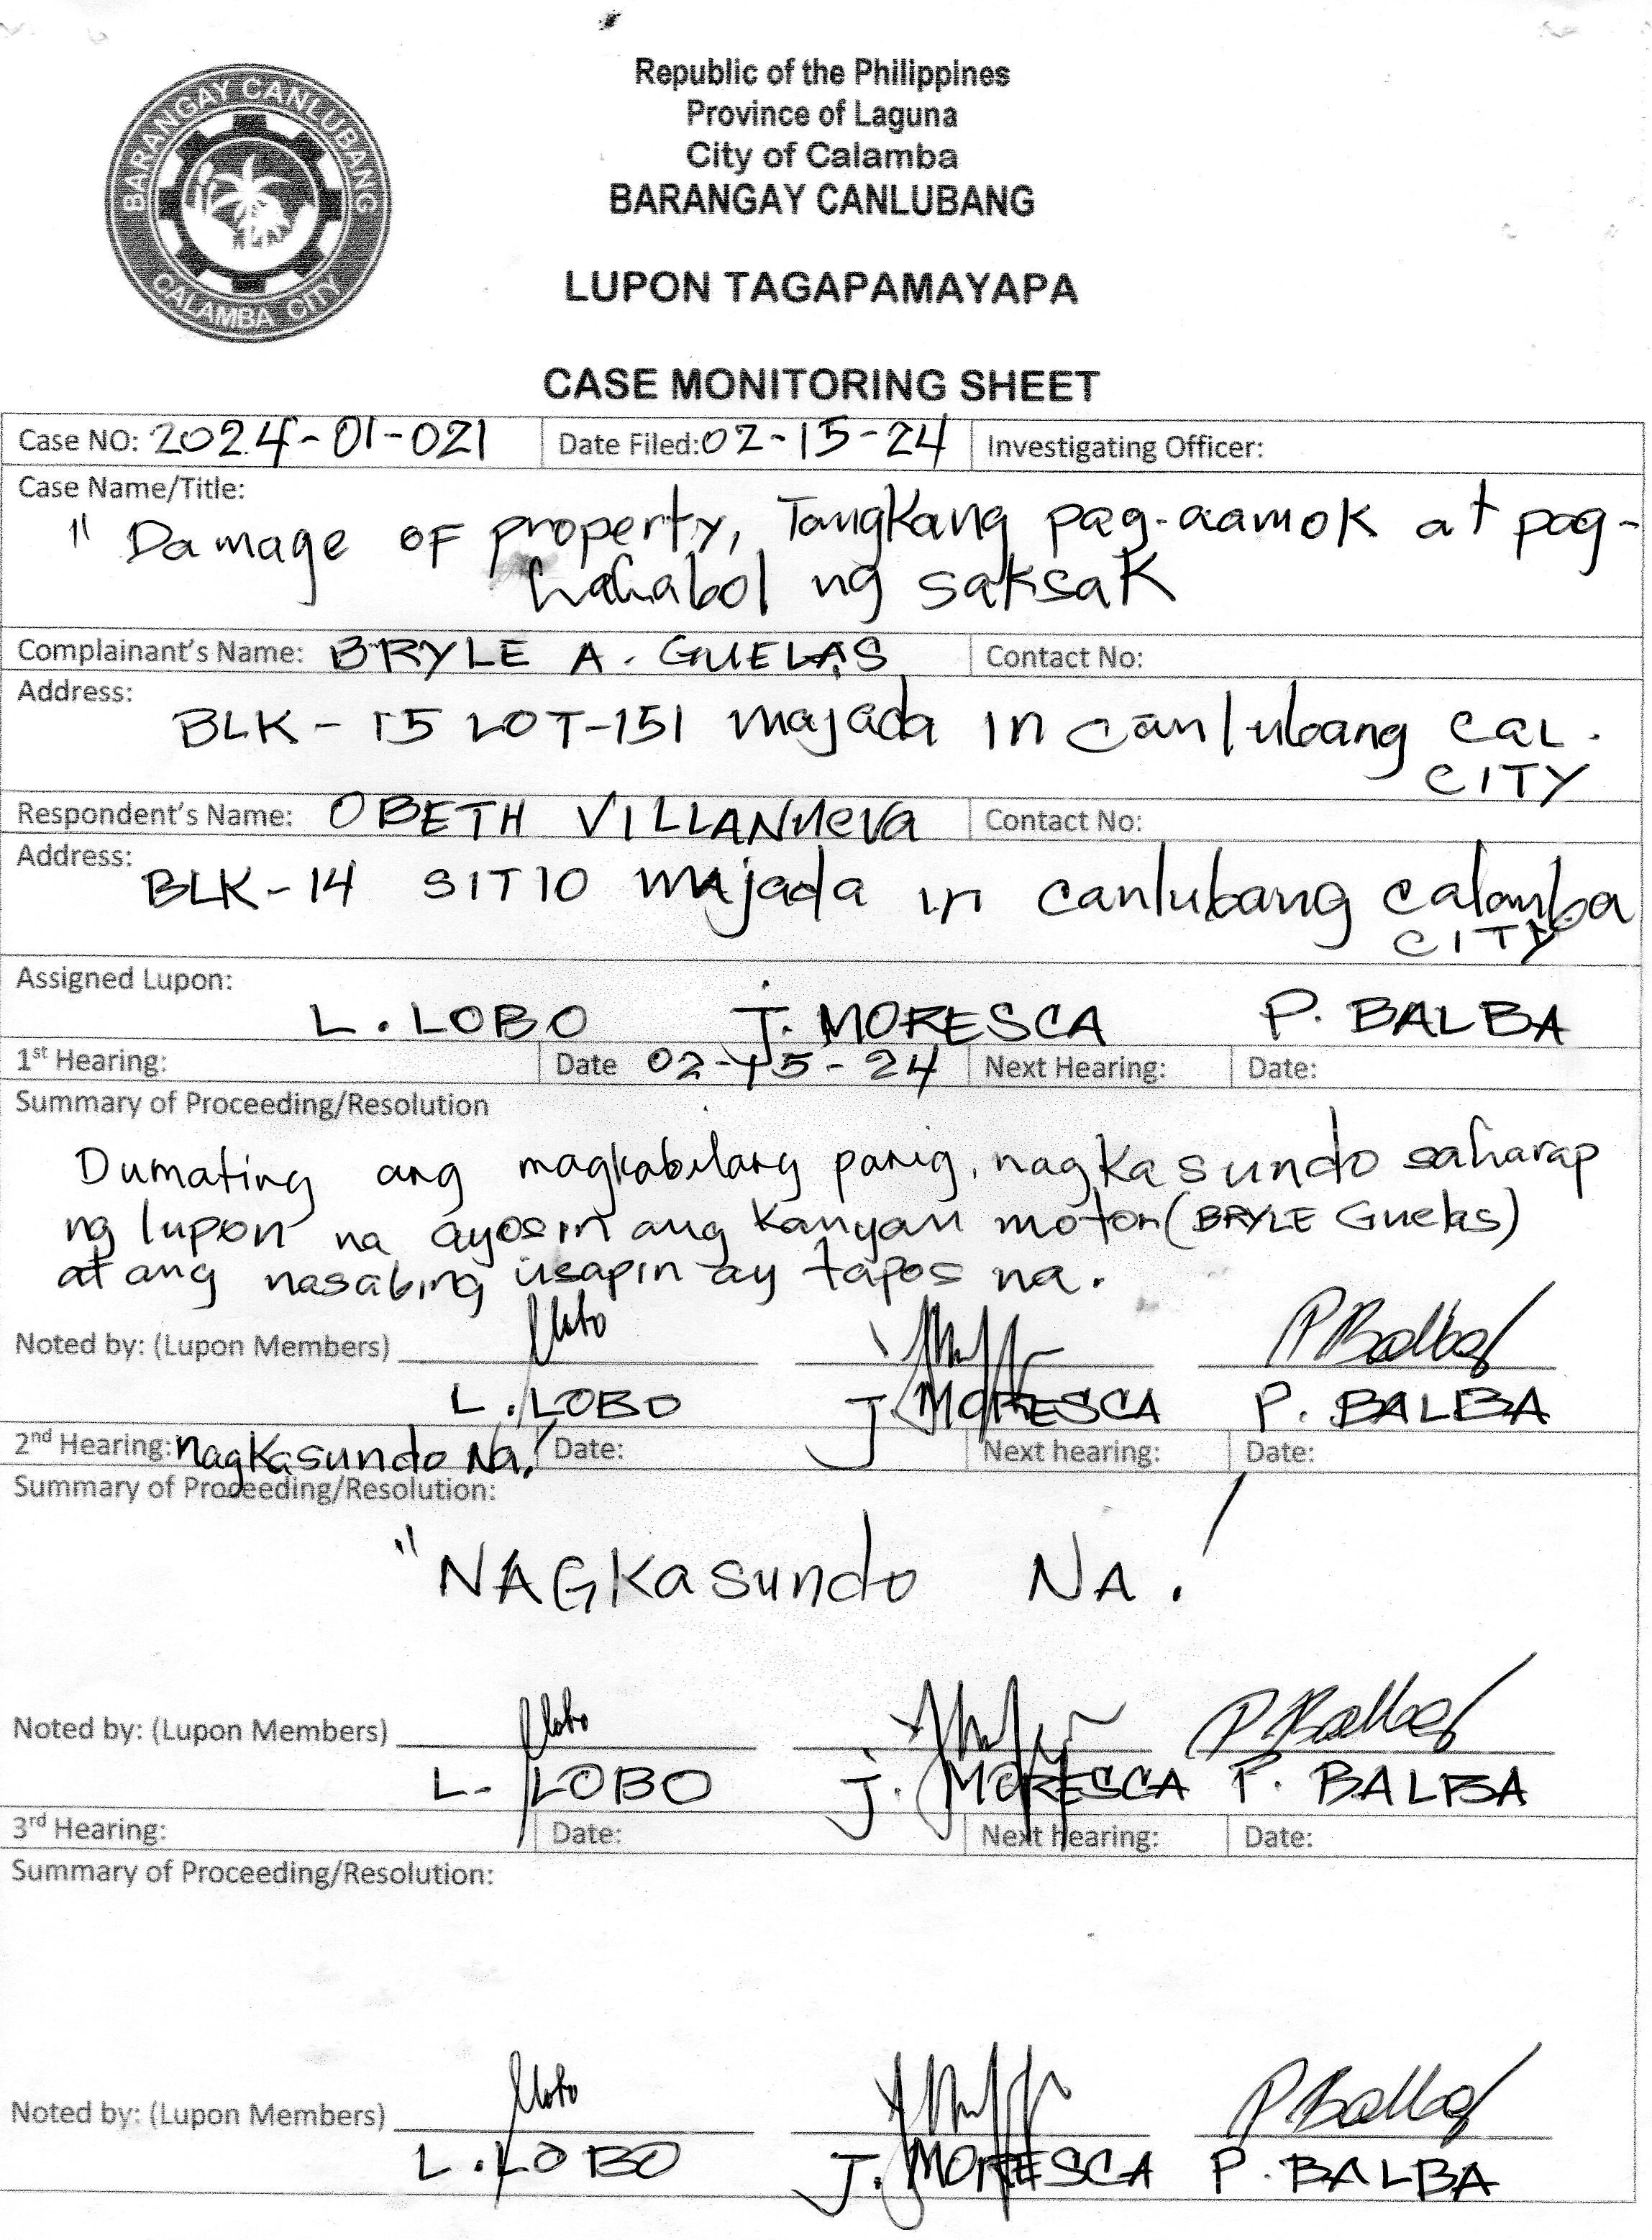 BARANGAY CANLUBANG
CALAMBA CITY
Republic of the Philippines
Province of Laguna
City of Calamba
BARANGAY CANLUBANG
LUPON TAGAPAMAYAPA
CASE MONITORING SHEET
Case NO: 2024-01-021 Date Filed: 02-15-24 Investigating Officer:
Case Name/Title:
" Damage of property, Tangkang pag-aamok at pag-
hahabol ng saksak
Complainant's Name: BRYLE A. GUELAS Contact No:
Address:
BLK-15 LOT-151 majada in canlubang CAL.
CITY
Respondent's Name: OBETH VILLANUEVA Contact No:
Address:
BLK-14 SITIO majada in canlubang calamba
CITY
Assigned Lupon:
L. LOBO J. MORESCA P. BALBA
1st Hearing: Date 02-15-24 Next Hearing: Date:
Summary of Proceeding/Resolution
Dumating ang magkabilang panig, nagkasundo saharap
ng lupon na ayosin ang kanyan motor (BRYLE Guelas)
at ang nasabing usapin ay tapos na.
Noted by: (Lupon Members)
L. LOBO J. MORESCA P. BALBA
2nd Hearing: nagkasundo Na! Date: Next hearing: Date:
Summary of Proceeding/Resolution:
"NAGKasundo NA!
Noted by: (Lupon Members)
L. LOBO J. MORESCA P. BALBA
3rd Hearing: Date: Next hearing: Date:
Summary of Proceeding/Resolution:
Noted by: (Lupon Members)
L. LOBO J. MORESCA P. BALBA